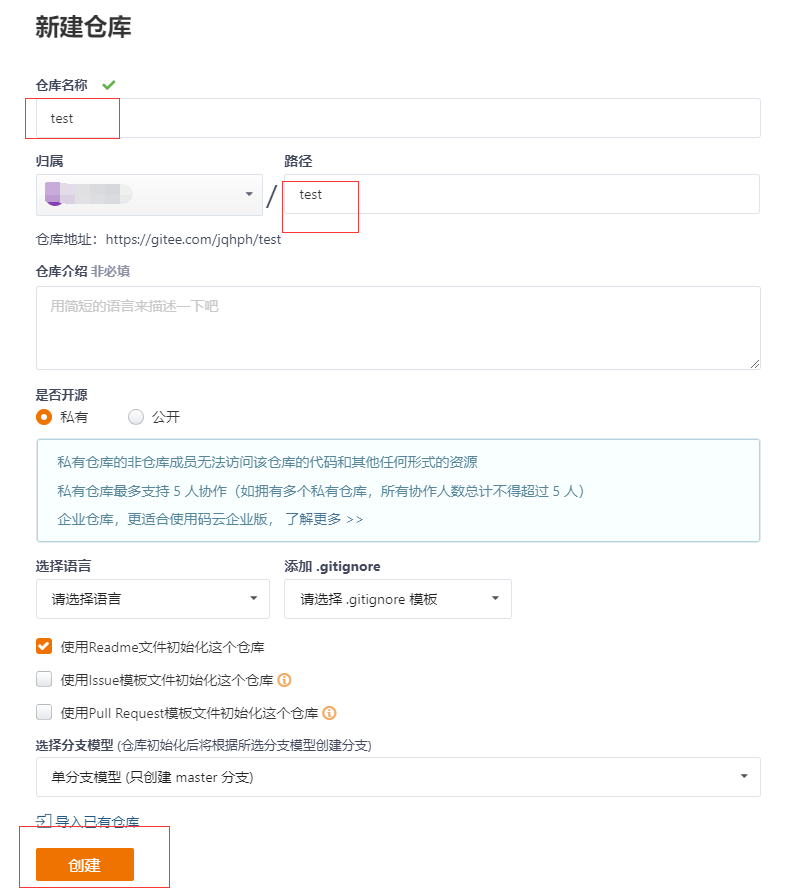 新建仓库
仓库名称
test
归属 路径
/ test
仓库地址：https://gitee.com/jqhph/test
仓库介绍 非必填
用简短的语言来描述一下吧
是否开源
私有 公开
私有仓库的非仓库成员无法访问该仓库的代码和其他任何形式的资源
私有仓库最多支持 5 人协作（如拥有多个私有仓库，所有协作人数总计不得超过 5 人）
企业仓库，更适合使用码云企业版， 了解更多 >>
选择语言 添加 .gitignore
请选择语言 请选择 .gitignore 模板
使用Readme文件初始化这个仓库
使用Issue模板文件初始化这个仓库
使用Pull Request模板文件初始化这个仓库
选择分支模型 (仓库初始化后将根据所选分支模型创建分支)
单分支模型 (只创建 master 分支)
导入已有仓库
创建